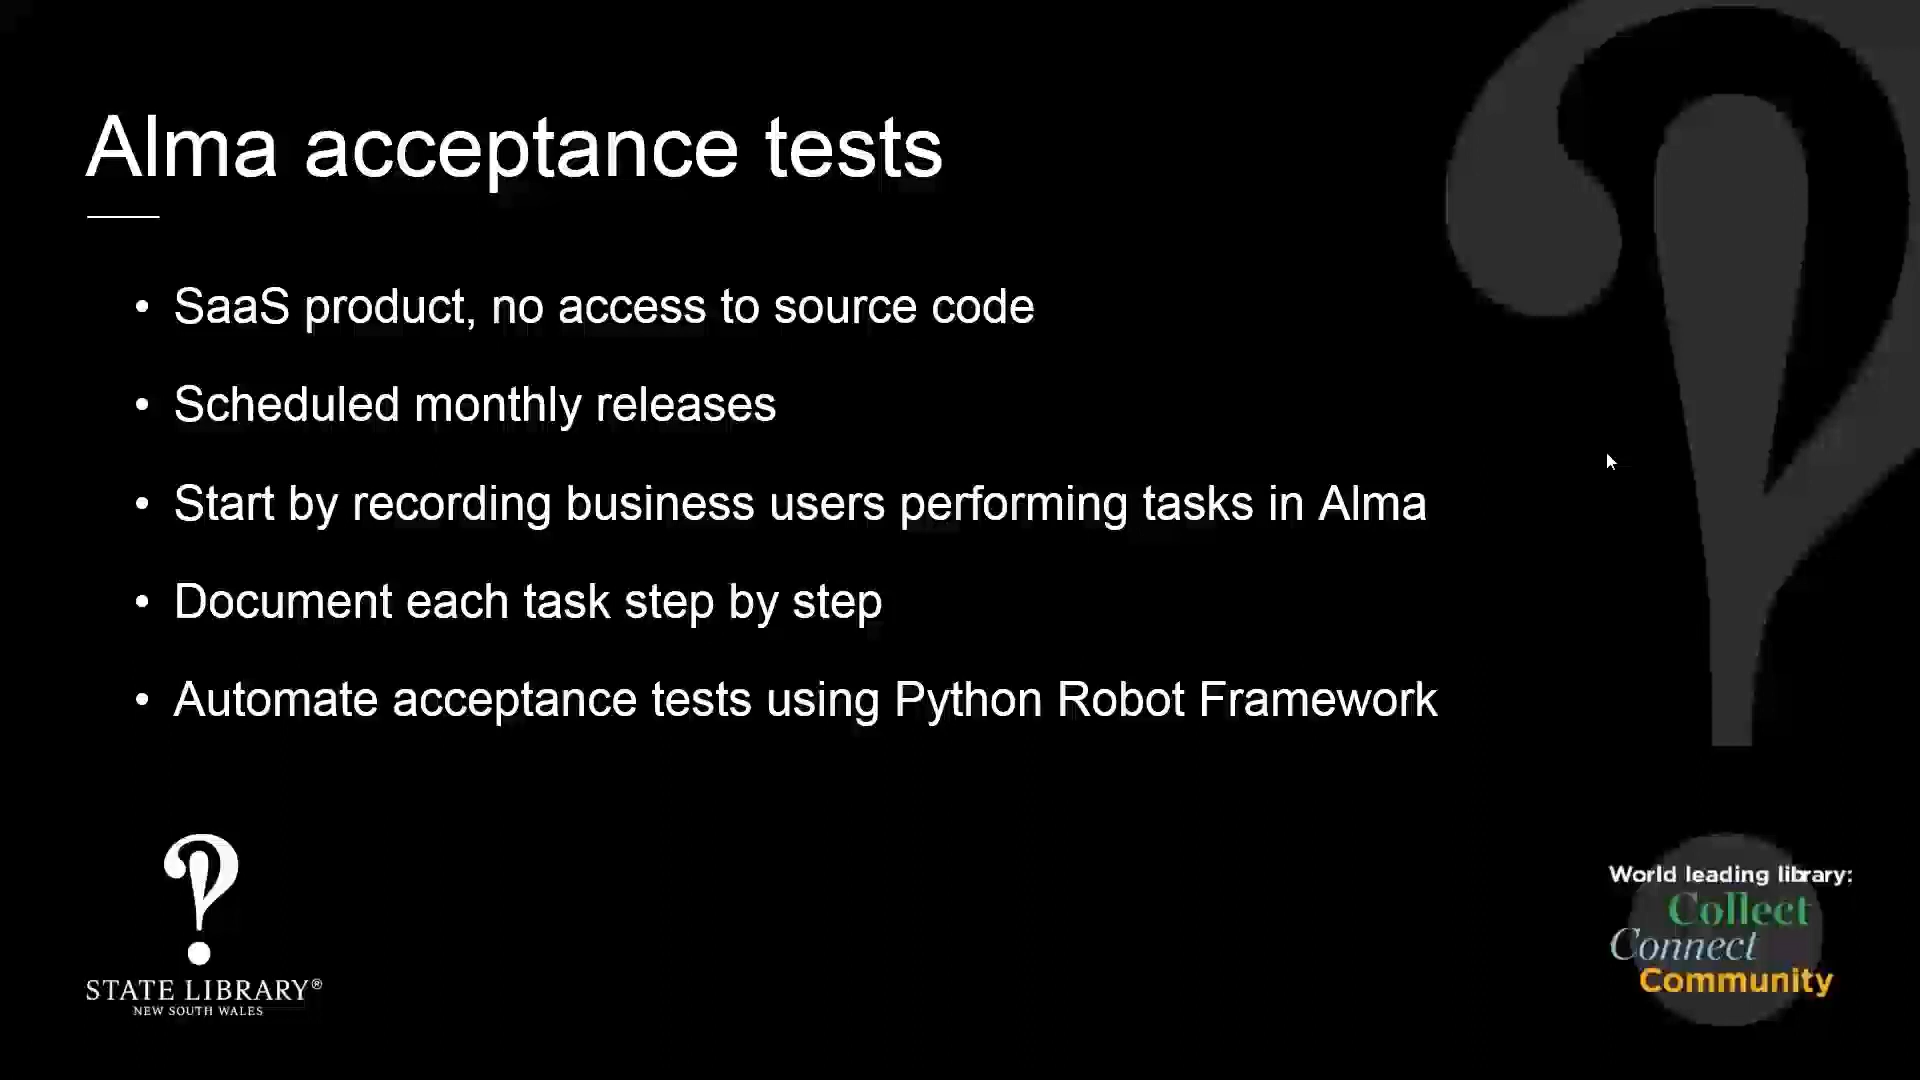 Alma acceptance tests
• SaaS product, no access to source code
• Scheduled monthly releases
• Start by recording business users performing tasks in Alma
• Document each task step by step
• Automate acceptance tests using Python Robot Framework
STATE LIBRARY®
NEW SOUTH WALES
World leading library:
Collect
Connect
Community